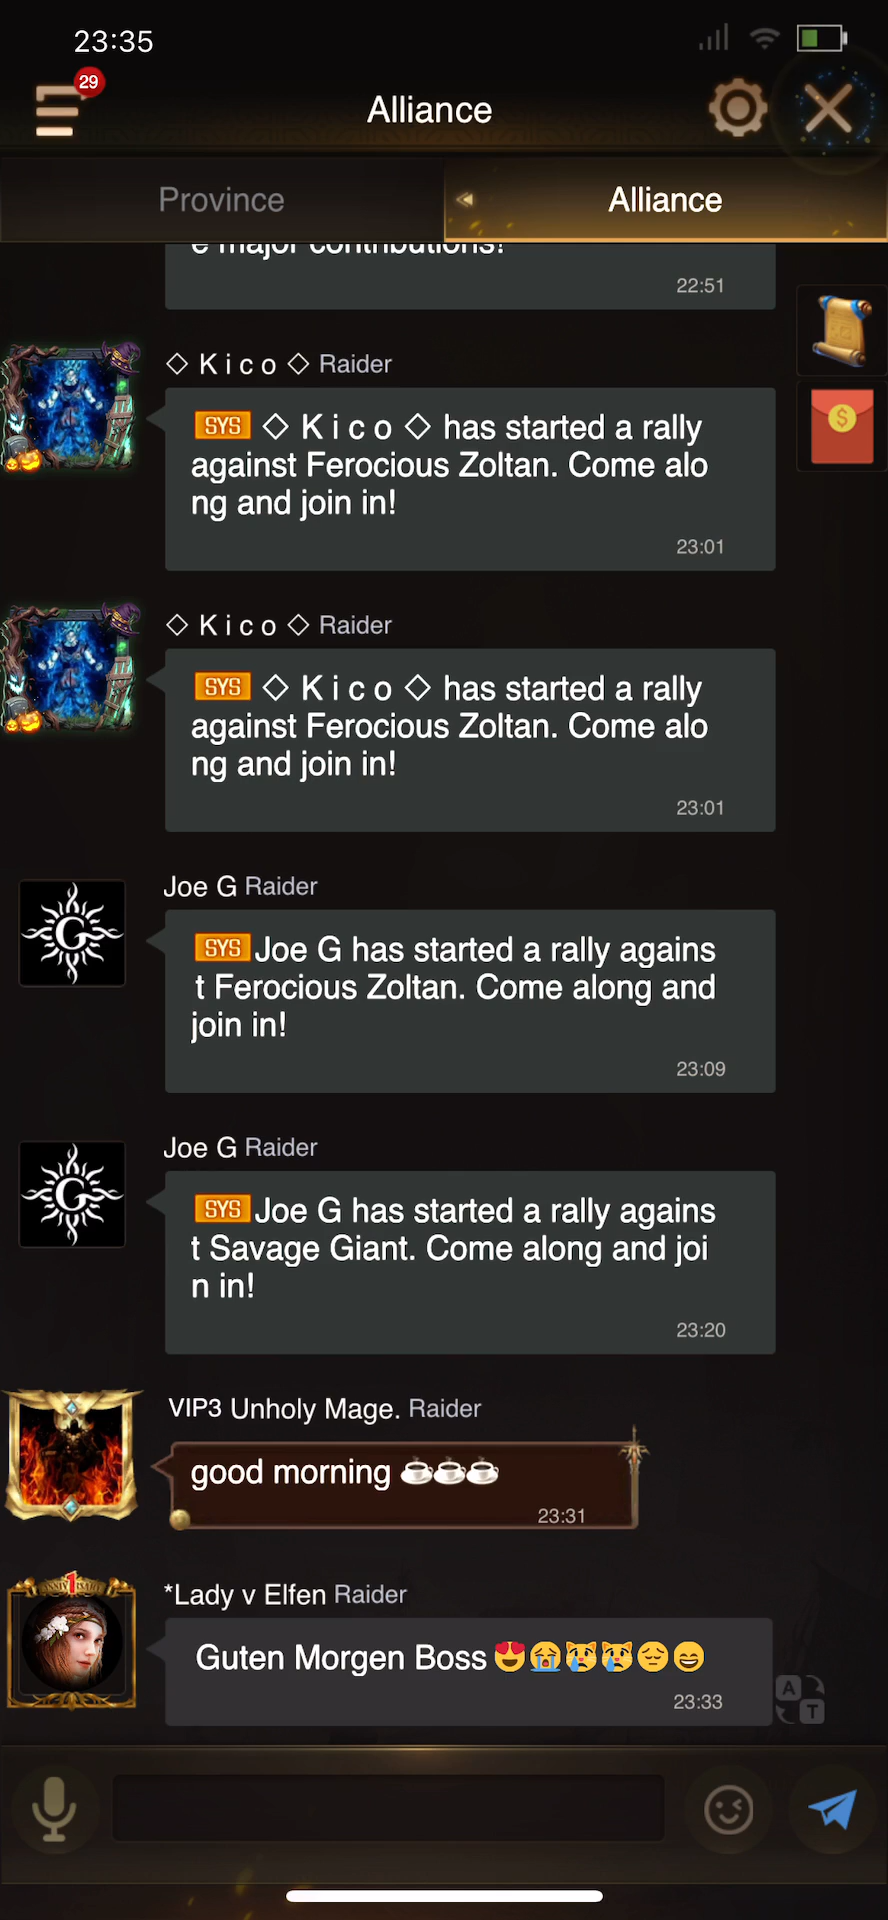 23:35
29
Alliance
Province
Alliance
e major contributions!
22:51
◇ K i c o ◇ Raider
SYS ◇ K i c o ◇ has started a rally
against Ferocious Zoltan. Come alo
ng and join in!
23:01
◇ K i c o ◇ Raider
SYS ◇ K i c o ◇ has started a rally
against Ferocious Zoltan. Come alo
ng and join in!
23:01
Joe G Raider
G
SYS Joe G has started a rally agains
t Ferocious Zoltan. Come along and
join in!
23:09
Joe G Raider
G
SYS Joe G has started a rally agains
t Savage Giant. Come along and joi
n in!
23:20
VIP3 Unholy Mage. Raider
good morning ☕☕☕
23:31
1
*Lady v Elfen Raider
Guten Morgen Boss 😍😭😿😿😔😄
23:33
A
T